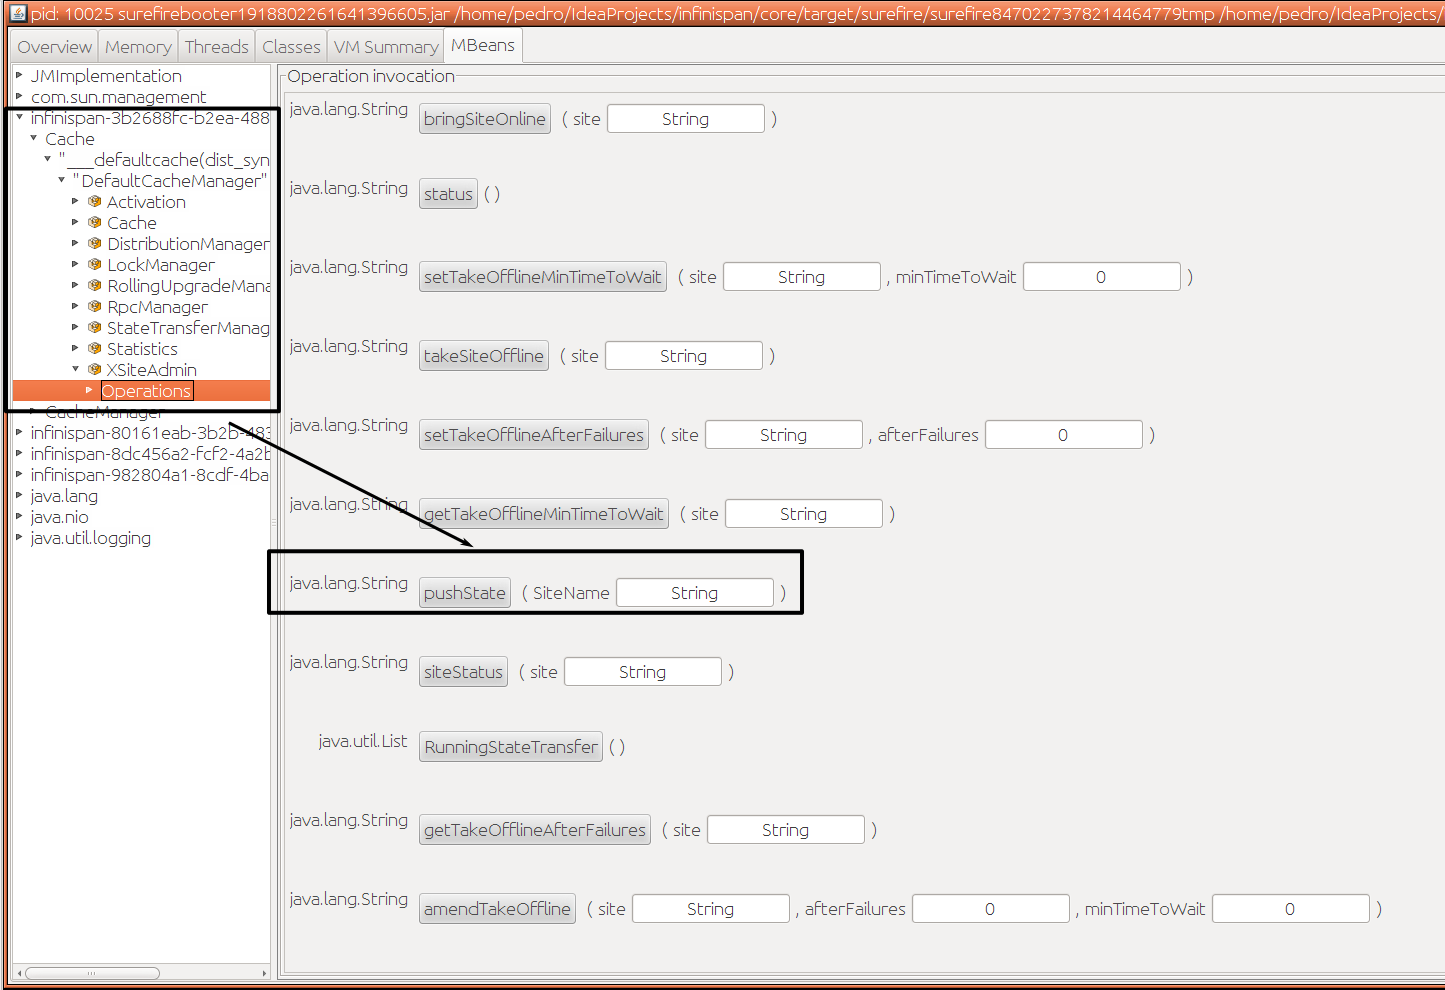 pid: 10025 surefirebooter1918802261641396605.jar /home/pedro/IdeaProjects/infinispan/core/target/surefire/surefire8470227378214464779tmp /home/pedro/IdeaProjects/
Overview Memory Threads Classes VM Summary MBeans
JMImplementation
com.sun.management
infinispan-3b2688fc-b2ea-488
Cache
"___defaultcache(dist_syn
"DefaultCacheManager"
Activation
Cache
DistributionManager
LockManager
RollingUpgradeMana
RpcManager
StateTransferManag
Statistics
XSiteAdmin
Operations
CacheManager
infinispan-80161eab-3b2b-483
infinispan-8dc456a2-fcf2-4a2b
infinispan-982804a1-8cdf-4ba
java.lang
java.nio
java.util.logging
Operation invocation
java.lang.String bringSiteOnline ( site String )
java.lang.String status ( )
java.lang.String setTakeOfflineMinTimeToWait ( site String , minTimeToWait 0 )
java.lang.String takeSiteOffline ( site String )
java.lang.String setTakeOfflineAfterFailures ( site String , afterFailures 0 )
java.lang.String getTakeOfflineMinTimeToWait ( site String )
java.lang.String pushState ( SiteName String )
java.lang.String siteStatus ( site String )
java.util.List RunningStateTransfer ( )
java.lang.String getTakeOfflineAfterFailures ( site String )
java.lang.String amendTakeOffline ( site String , afterFailures 0 , minTimeToWait 0 )